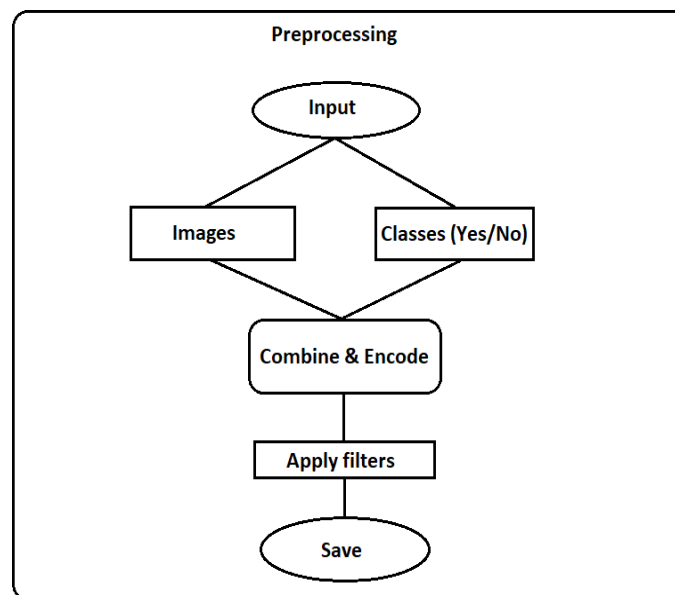 Preprocessing
Input
Images
Classes (Yes/No)
Combine & Encode
Apply filters
Save